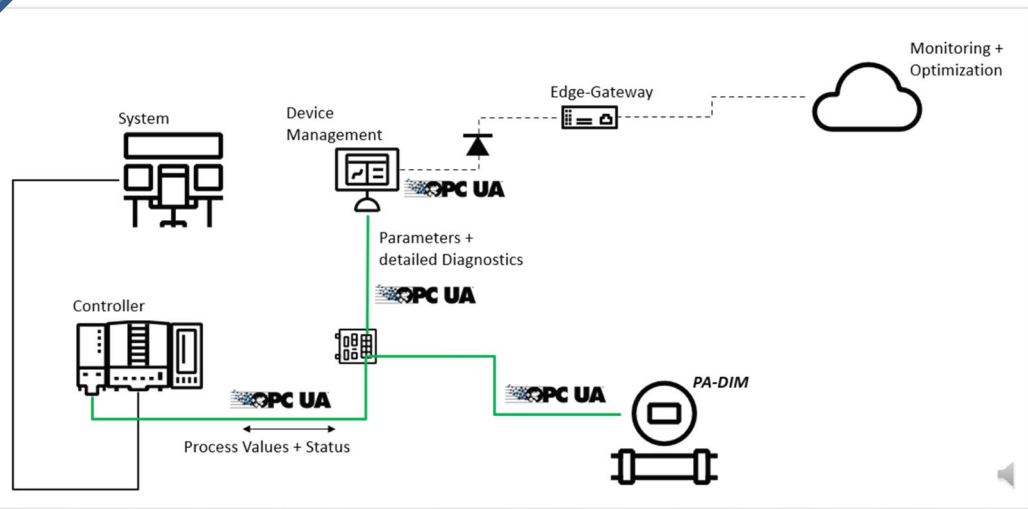 Monitoring +
Optimization
Edge-Gateway
System
Device
Management
OPC UA
Parameters +
detailed Diagnostics
OPC UA
Controller
PA-DIM
OPC UA
OPC UA
Process Values + Status